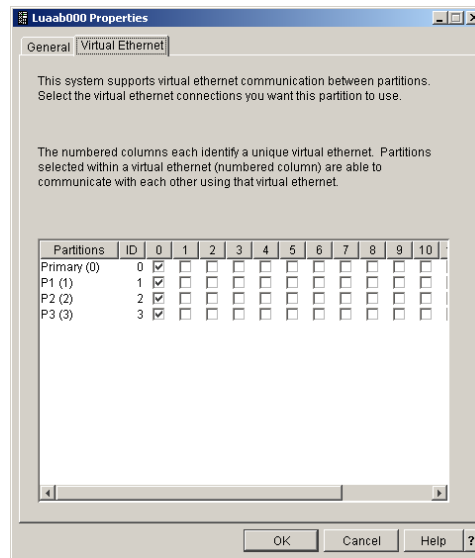 Luaab000 Properties
General Virtual Ethernet
This system supports virtual ethernet communication between partitions.
Select the virtual ethernet connections you want this partition to use.
The numbered columns each identify a unique virtual ethernet. Partitions
selected within a virtual ethernet (numbered column) are able to
communicate with each other using that virtual ethernet.
Partitions ID 0 1 2 3 4 5 6 7 8 9 10
Primary (0) 0
P1 (1) 1
P2 (2) 2
P3 (3) 3
OK Cancel Help ?